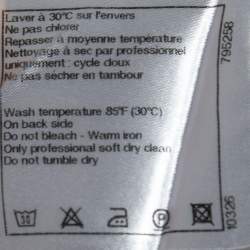 Laver à 30°C sur l'envers
Ne pas chlorer
Repasser à moyenne température
Nettoyage à sec par professionnel
uniquement : cycle doux
Ne pas sécher en tambour
Wash temperature 85°F (30°C)
On back side
Do not bleach - Warm iron
Only professional soft dry clean
Do not tumble dry
795258
10326
30
P